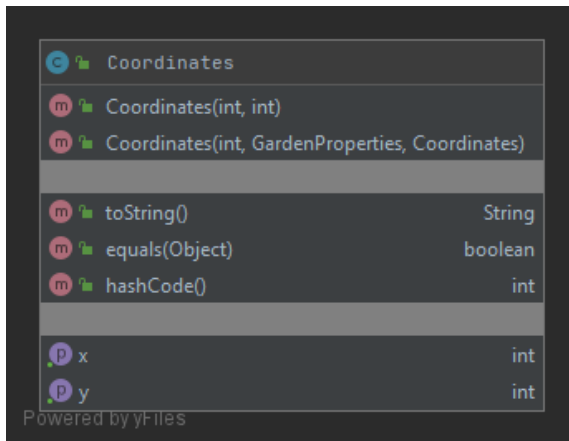 Coordinates
Coordinates(int, int)
Coordinates(int, GardenProperties, Coordinates)
toString() String
equals(Object) boolean
hashCode() int
x int
y int
Powered by yFiles